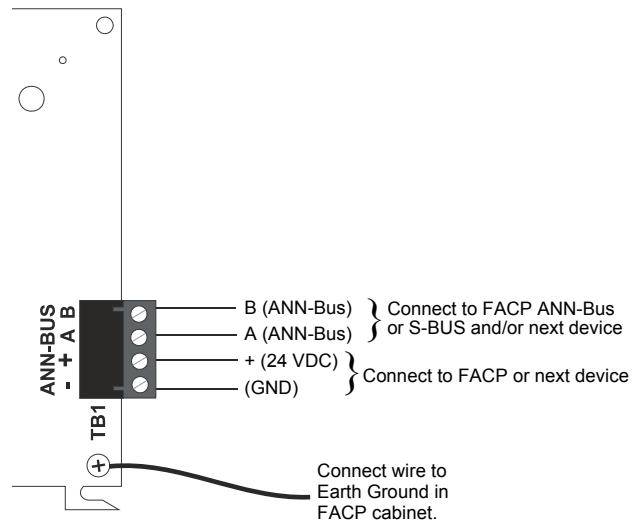 ANN-BUS
- + A B
TB1
B (ANN-Bus)
A (ANN-Bus)
+ (24 VDC)
(GND)
} Connect to FACP ANN-Bus
or S-BUS and/or next device
} Connect to FACP or next device
Connect wire to
Earth Ground in
FACP cabinet.